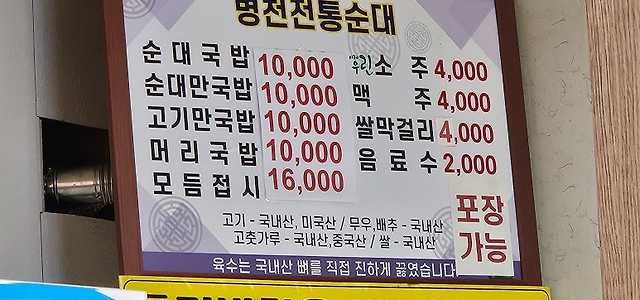 병천전통순대
순대국밥 10,000
순대만국밥 10,000
고기만국밥 10,000
머리국밥 10,000
모듬접시 16,000
우린소주 4,000
맥주 4,000
쌀막걸리 4,000
음료수 2,000
고기 - 국내산, 미국산 / 무우,배추 - 국내산
고춧가루 - 국내산,중국산 / 쌀 - 국내산
포장
가능
육수는 국내산 뼈를 직접 진하게 끓였습니다